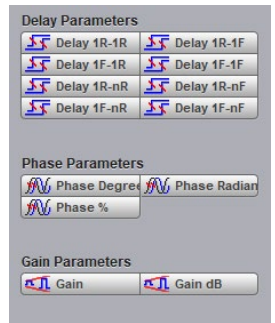 Delay Parameters
Delay 1R-1R Delay 1R-1F
Delay 1F-1R Delay 1F-1F
Delay 1R-nR Delay 1R-nF
Delay 1F-nR Delay 1F-nF
Phase Parameters
Phase Degree Phase Radian
Phase %
Gain Parameters
Gain Gain dB